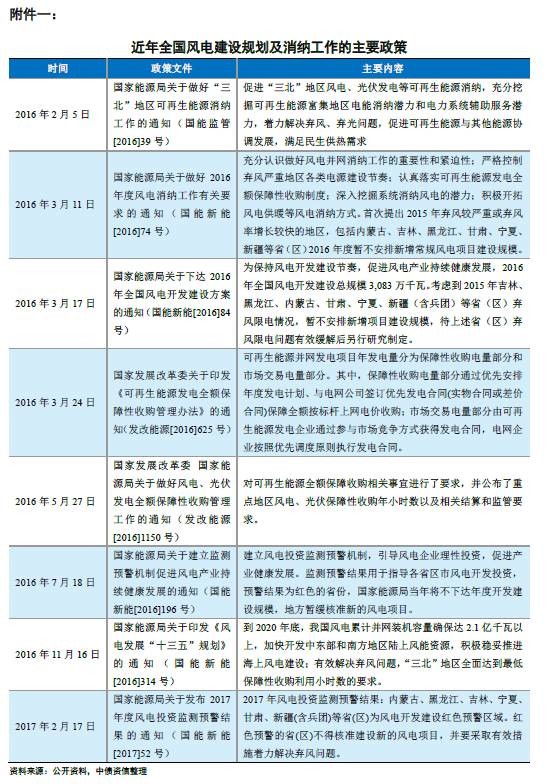 附件一：
近年全国风电建设规划及消纳工作的主要政策
时间 政策文件 主要内容
2016 年 2 月 5 日
国家能源局关于做好“三
北”地区可再生能源消纳
工作的通知（国能监管
[2016]39 号）
促进“三北”地区风电、光伏发电等可再生能源消纳，充分挖
掘可再生能源富集地区电能消纳潜力和电力系统辅助服务潜
力，着力解决弃风、弃光问题，促进可再生能源与其他能源协
调发展，满足民生供热需求
2016 年 3 月 11 日
国家能源局关于做好 2016
年度风电消纳工作有关要
求的通知（国能新能
[2016]74 号）
充分认识做好风电并网消纳工作的重要性和紧迫性；严格控制
弃风严重地区各类电源建设节奏；认真落实可再生能源发电全
额保障性收购制度；深入挖掘系统消纳风电的潜力；积极开拓
风电供暖等风电消纳方式。首次提出 2015 年弃风较严重或弃风
率增长较快的地区，包括内蒙古、吉林、黑龙江、甘肃、宁夏、
新疆等省（区）2016 年度暂不安排新增常规风电项目建设规模。
2016 年 3 月 17 日
国家能源局关于下达 2016
年全国风电开发建设方案
的通知（国能新能[2016]84
号）
为保持风电开发建设节奏，促进风电产业持续健康发展，2016
年全国风电开发建设总规模 3,083 万千瓦。考虑到 2015 年吉林、
黑龙江、内蒙古、甘肃、宁夏、新疆（含兵团）等省（区）弃
风限电情况，暂不安排新增项目建设规模，待上述省（区）弃
风限电问题有效缓解后另行研究制定。
2016 年 3 月 24 日
国家发展改革委关于印发
《可再生能源发电全额保
障性收购管理办法》的通
知（发改能源[2016]625 号）
可再生能源并网发电项目年发电量分为保障性收购电量部分和
市场交易电量部分。其中，保障性收购电量部分通过优先安排
年度发电计划、与电网公司签订优先发电合同(实物合同或差价
合同)保障全额按标杆上网电价收购；市场交易电量部分由可再
生能源发电企业通过参与市场竞争方式获得发电合同，电网企
业按照优先调度原则执行发电合同。
2016 年 5 月 27 日
国家发展改革委 国家能源
局关于做好风电、光伏
发电全额保障性收购管理
工作的通知（发改能源
[2016]1150 号）
对可再生能源全额保障收购相关事宜进行了要求，并公布了重
点地区风电、光伏保障性收购年小时数以及相关结算和监管要
求。
2016 年 7 月 18 日
国家能源局关于建立监测
预警机制促进风电产业持
续健康发展的通知（国能
新能[2016]196 号）
建立风电投资监测预警机制，引导风电企业理性投资，促进产
业健康发展。监测预警结果用于指导各省区市风电开发投资，
预警结果为红色的省份，国家能源局当年将不下达年度开发建
设规模，地方暂缓核准新的风电项目。
2016 年 11 月 16 日
国家能源局关于印发《风
电发展“十三五”规划》
的通知（国能新能
[2016]314 号）
到 2020 年底，我国风电累计并网装机容量确保达 2.1 亿千瓦以
上，加快开发中东部和南方地区陆上风能资源，积极稳妥推进
海上风电建设；有效解决弃风问题，“三北”地区全面达到最低
保障性收购利用小时数的要求。
2017 年 2 月 17 日
国家能源局关于发布 2017
年度风电投资监测预警结
果的通知（国能新能
[2017]52 号）
2017 年风电投资监测预警结果：内蒙古、黑龙江、吉林、宁夏、
甘肃、新疆(含兵团)等省(区)为风电开发建设红色预警区域。红
色预警的省(区)不得核准建设新的风电项目，并要采取有效措
施着力解决弃风问题。
资料来源：公开资料，中债资信整理